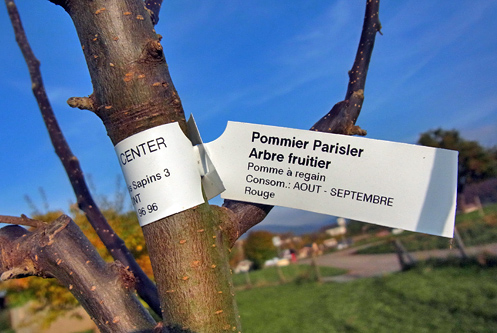 CENTER
Sapins 3
NT
96 96
Pommier Parisler
Arbre fruitier
Pomme à regain
Consom.: AOUT - SEPTEMBRE
Rouge